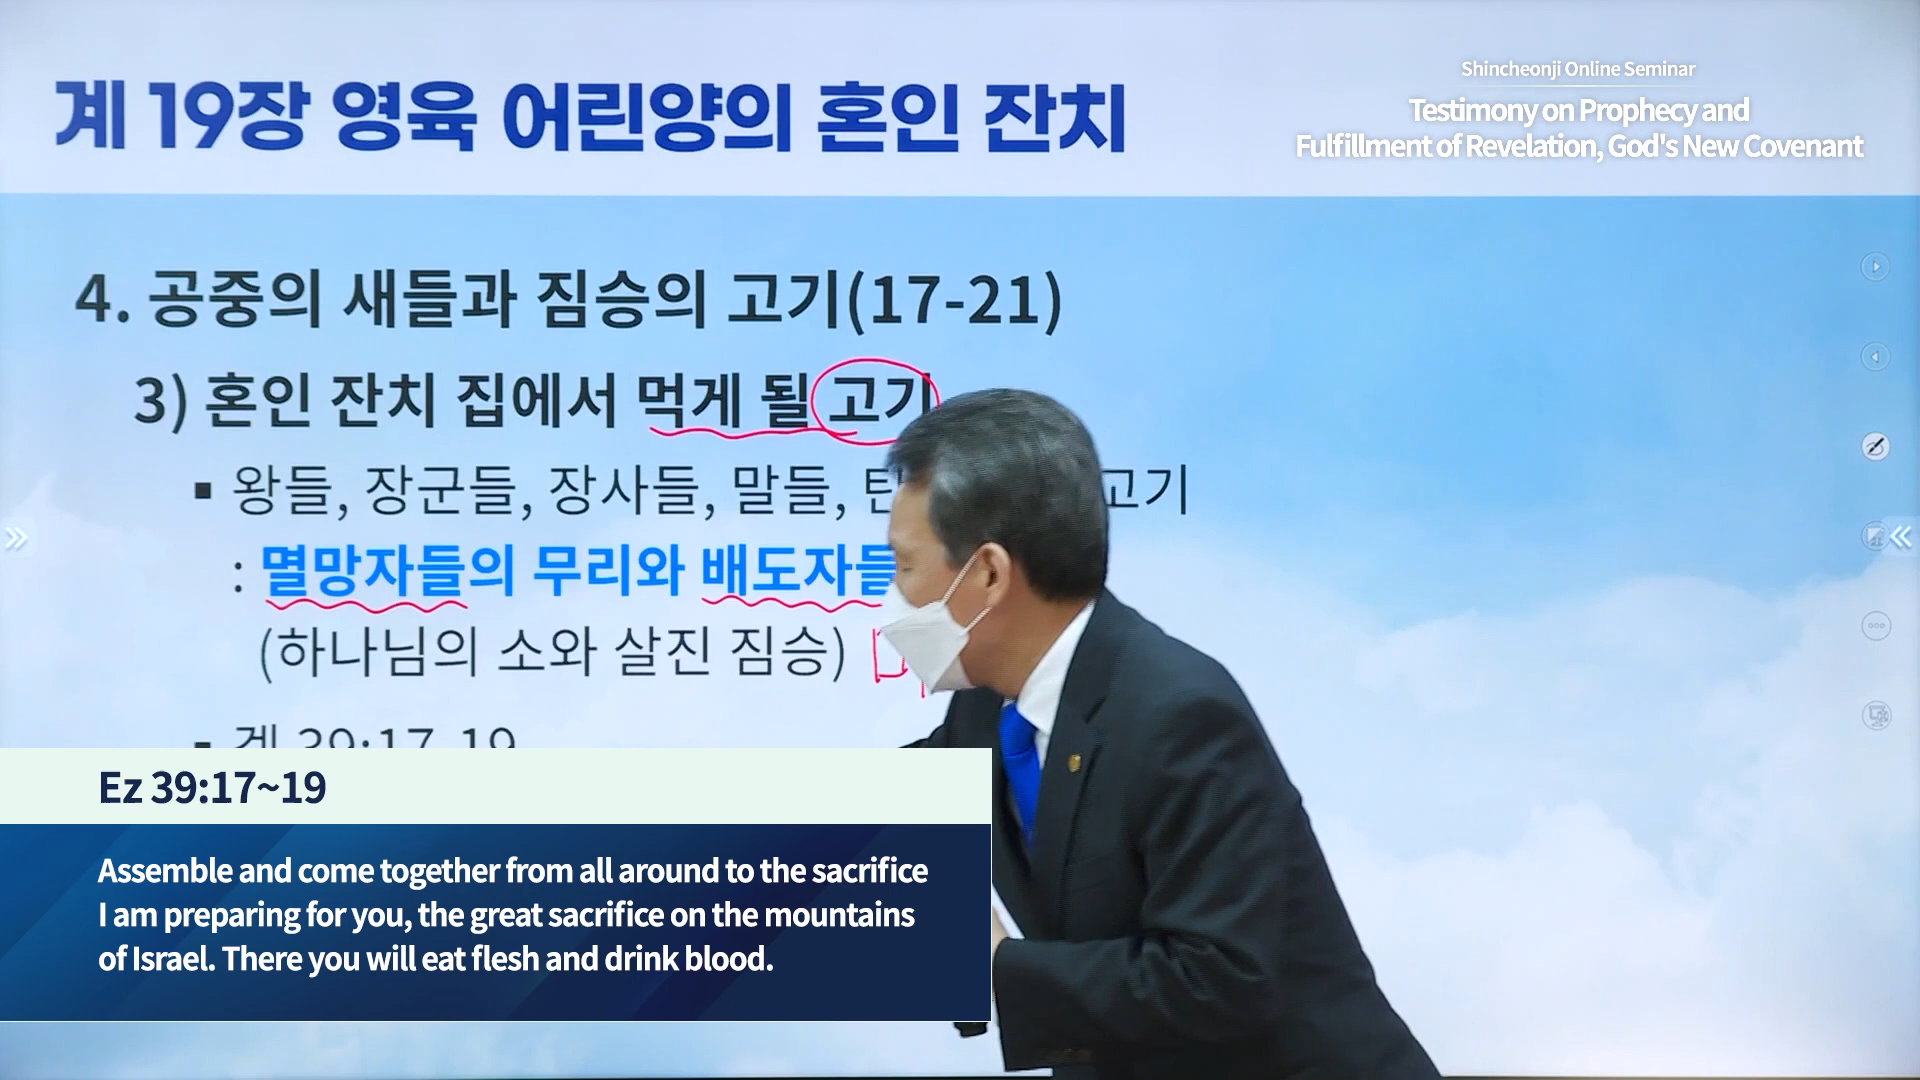 계 19장 영육 어린양의 혼인 잔치
Shincheonji Online Seminar
Testimony on Prophecy and
Fulfillment of Revelation, God's New Covenant
4. 공중의 새들과 짐승의 고기(17-21)
3) 혼인 잔치 집에서 먹게 될 고기
▪ 왕들, 장군들, 장사들, 말들, 고기
: 멸망자들의 무리와 배도자들
(하나님의 소와 살진 짐승)
▪ 겔 39:17-19
Ez 39:17~19
Assemble and come together from all around to the sacrifice
I am preparing for you, the great sacrifice on the mountains
of Israel. There you will eat flesh and drink blood.